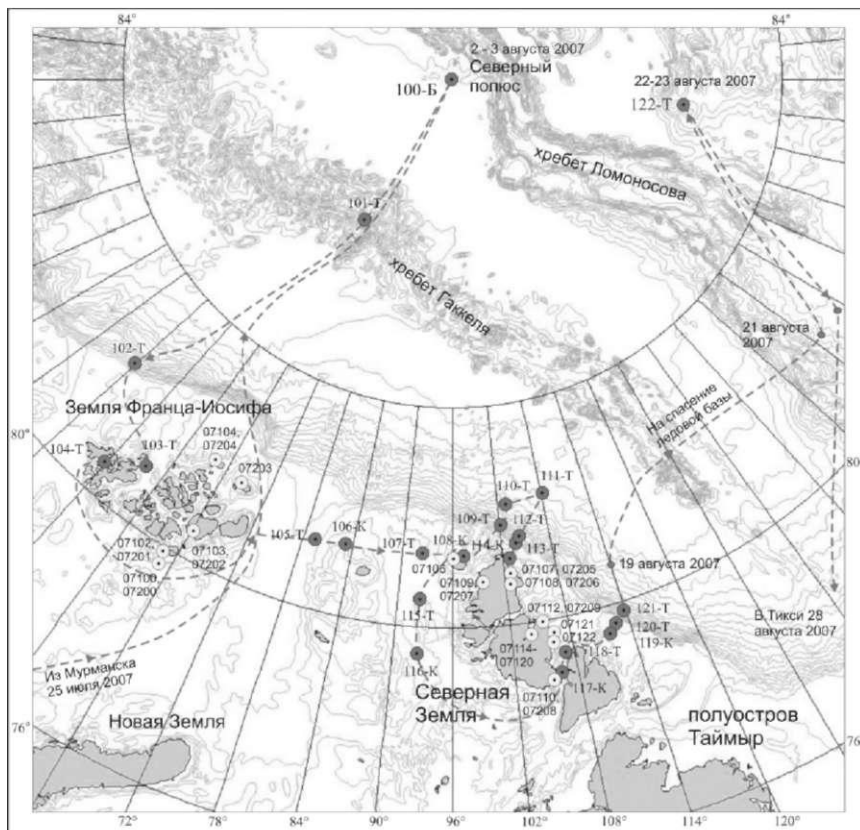 84°
84°
2 - 3 августа 2007
Северный
полюс
100-Б
22-23 августа 2007
122-Т
хребет Ломоносова
101-Т
хребет Гаккеля
21 августа
2007
102-Т
На спасение
ледовой базы
Земля Франца-Иосифа
80°
80
104-Т
103-Т
07104,
07204
07203
110-Т
111-Т
109-Т
112-Т
105-Т
106-К
107-Т
108-К
114-К
113-Т
07102,
07201
07103,
07202
07100,
07200
07105
07109,
07207
07107, 07205
07108, 07206
19 августа 2007
115-Т
07112, 07209
07121
07122
121-Т
120-Т
119-К
В Тикси 28
августа 2007
07114-
07120
118-Т
116-К
117-К
07110,
07208
Из Мурманска
25 июля 2007
Новая Земля
Северная
Земля
полуостров
Таймыр
76°
76
72°
78°
84°
90°
96°
102°
108°
114°
120°